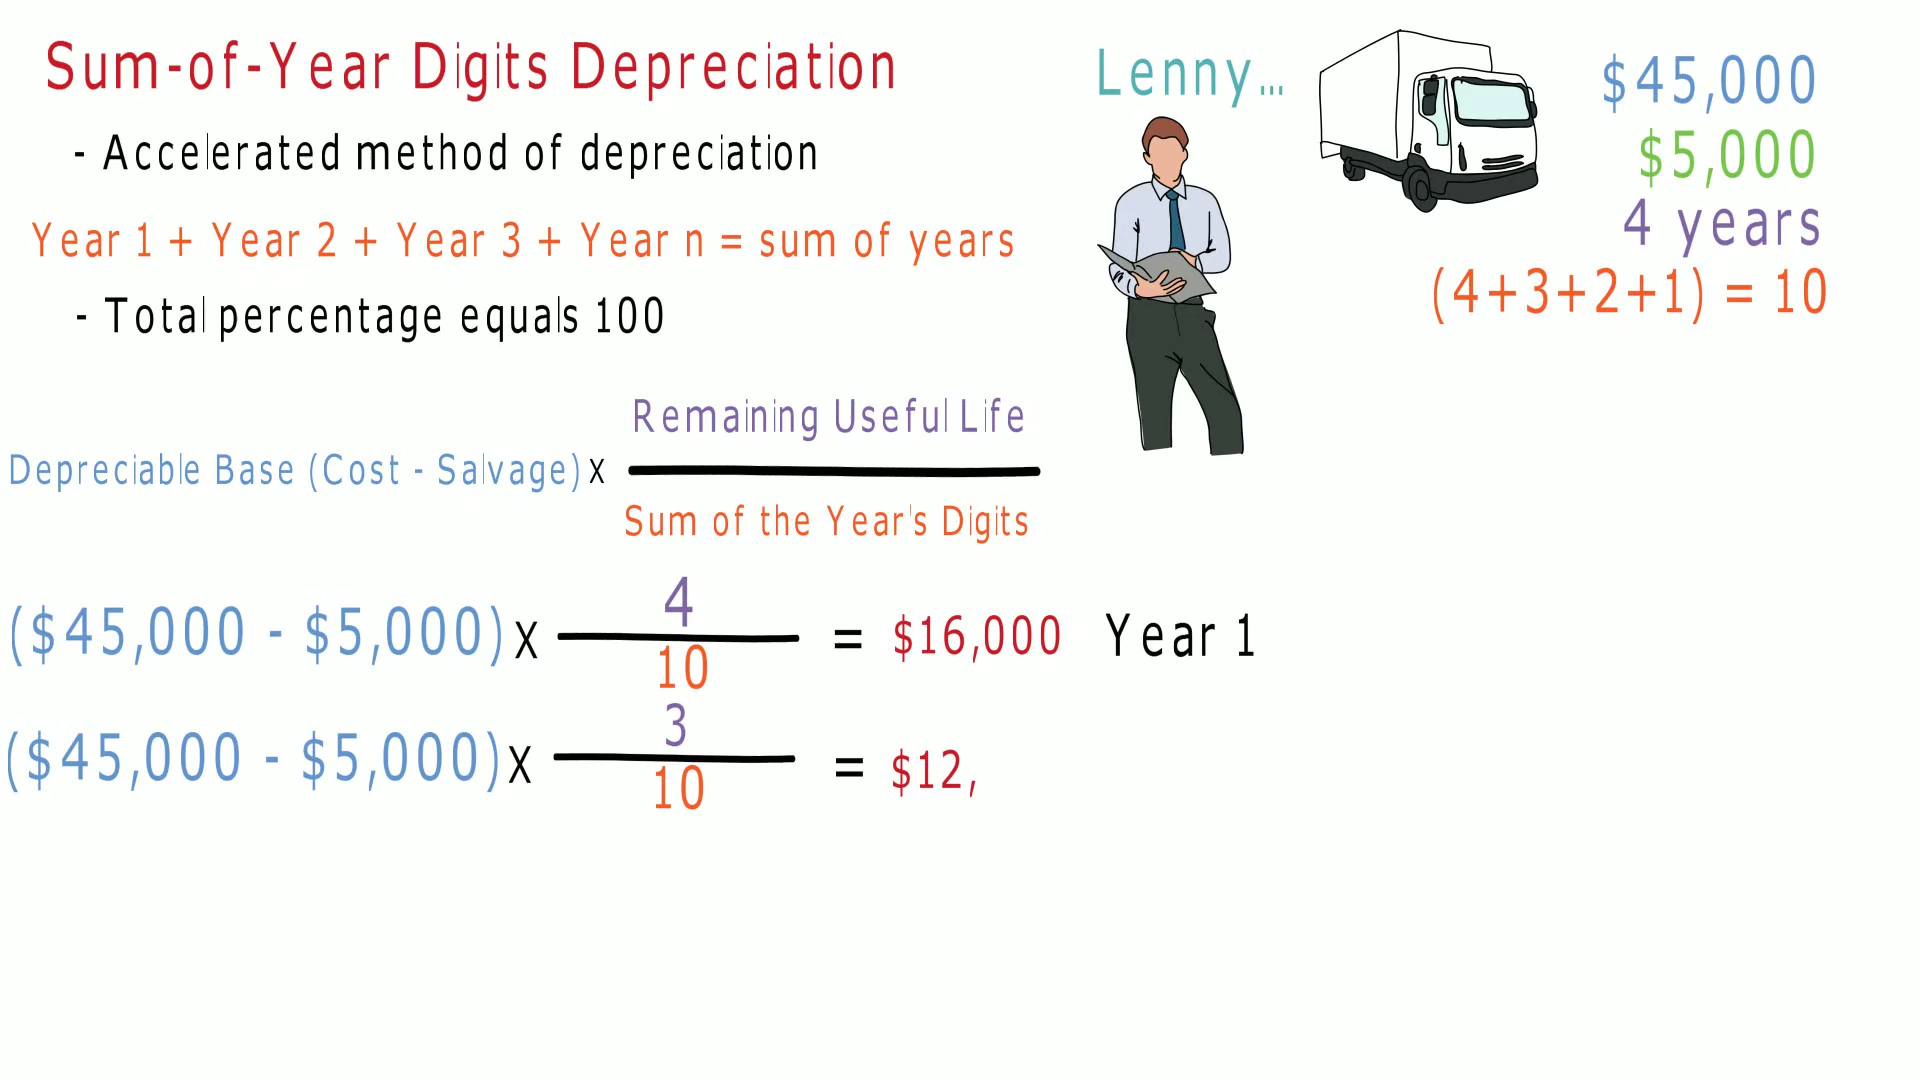 Sum-of-Year Digits Depreciation
- Accelerated method of depreciation
Year 1 + Year 2 + Year 3 + Year n = sum of years
- Total percentage equals 100
Lenny...
$45,000
$5,000
4 years
(4+3+2+1) = 10
Remaining Useful Life
Depreciable Base (Cost - Salvage) x
Sum of the Year's Digits
4
($45,000 - $5,000) x = $16,000 Year 1
10
3
($45,000 - $5,000) x = $12,
10